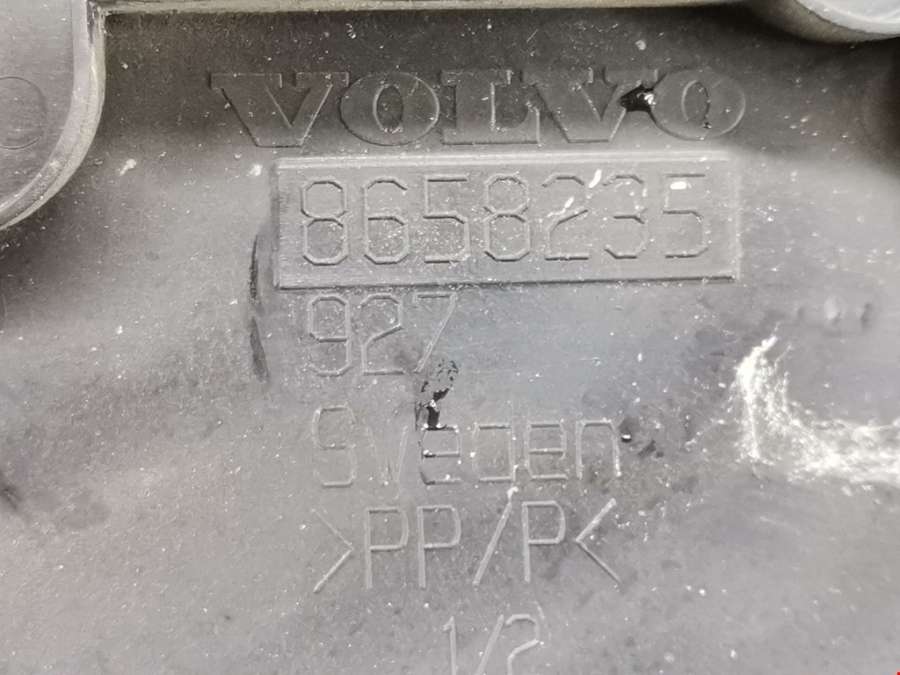 VOLVO
8658235
927
Sweden
>PP/P<
1/2